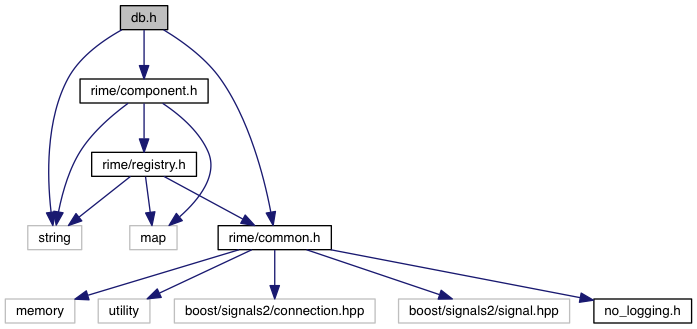 db.h
rime/component.h
rime/registry.h
string
map
rime/common.h
memory
utility
boost/signals2/connection.hpp
boost/signals2/signal.hpp
no_logging.h